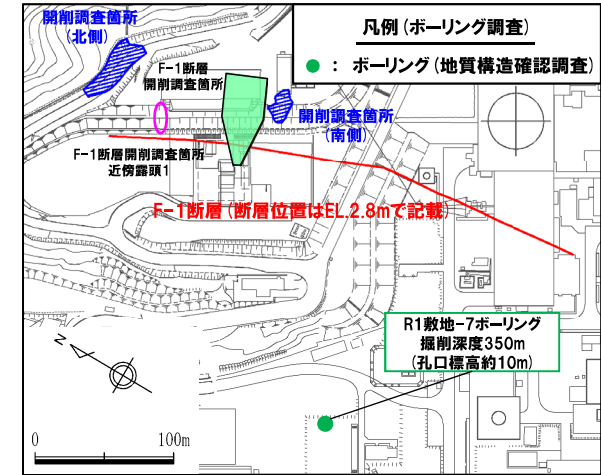 開削調査箇所
(北側)
F-1断層
開削調査箇所
凡例(ボーリング調査)
● : ボーリング(地質構造確認調査)
開削調査箇所
(南側)
F-1断層開削調査箇所
近傍露頭1
F-1断層(断層位置はEL.2.8mで記載)
R1敷地-7ボーリング
掘削深度350m
(孔口標高約10m)
N
0 100m